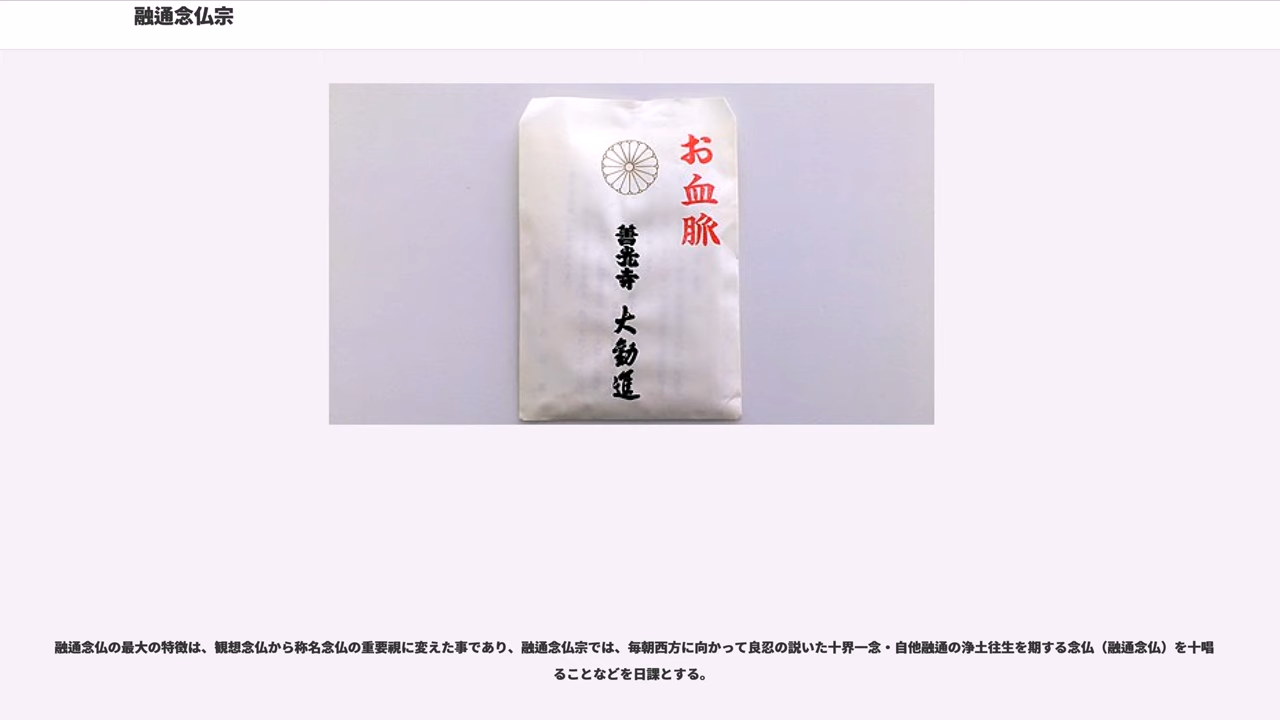 融通念仏宗
お血脈
善光寺 大勧進
融通念仏の最大の特徴は、観想念仏から称名念仏の重要視に変えた事であり、融通念仏宗では、毎朝西方に向かって良忍の説いた十界一念・自他融通の浄土往生を期する念仏（融通念仏）を十唱
ることなどを日課とする。